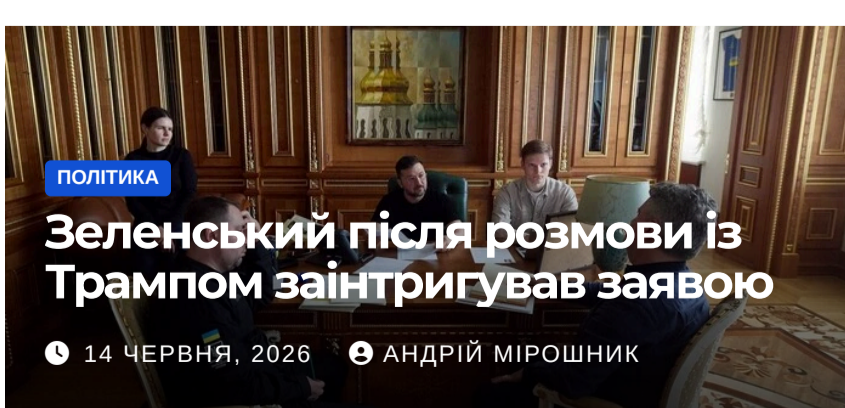 ПОЛІТИКА
Зеленський після розмови із
Трампом заінтригував заявою
14 ЧЕРВНЯ, 2026 АНДРІЙ МІРОШНИК